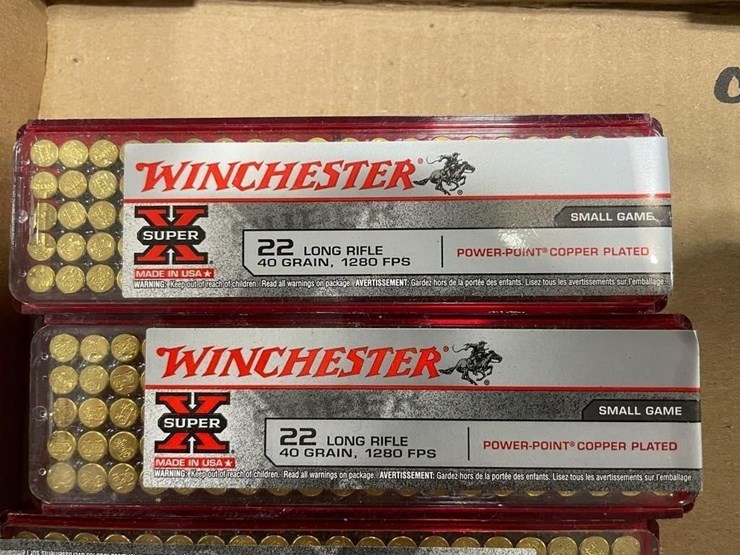 WINCHESTER®
X
SUPER
MADE IN USA★
22 LONG RIFLE
40 GRAIN, 1280 FPS
SMALL GAME
POWER-POINT® COPPER PLATED
WARNING: Keep out of reach of children. Read all warnings on package. AVERTISSEMENT: Gardez hors de la portée des enfants. Lisez tous les avertissements sur l'emballage.
WINCHESTER®
X
SUPER
MADE IN USA★
22 LONG RIFLE
40 GRAIN, 1280 FPS
SMALL GAME
POWER-POINT® COPPER PLATED
WARNING: Keep out of reach of children. Read all warnings on package. AVERTISSEMENT: Gardez hors de la portée des enfants. Lisez tous les avertissements sur l'emballage